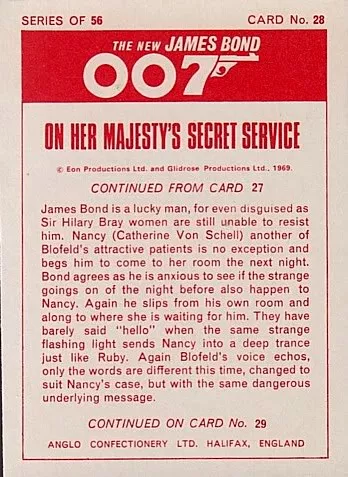 SERIES OF 56 CARD No. 28
THE NEW JAMES BOND
007
ON HER MAJESTY'S SECRET SERVICE
© Eon Productions Ltd. and Glidrose Productions Ltd., 1969.
CONTINUED FROM CARD 27
James Bond is a lucky man, for even disguised as
Sir Hilary Bray women are still unable to resist
him. Nancy (Catherine Von Schell) another of
Blofeld's attractive patients is no exception and
begs him to come to her room the next night.
Bond agrees as he is anxious to see if the strange
goings on of the night before also happen to
Nancy. Again he slips from his own room and
along to where she is waiting for him. They have
barely said "hello" when the same strange
flashing light sends Nancy into a deep trance
just like Ruby. Again Blofeld's voice echos,
only the words are different this time, changed to
suit Nancy's case, but with the same dangerous
underlying message.
CONTINUED ON CARD No. 29
ANGLO CONFECTIONERY LTD. HALIFAX, ENGLAND